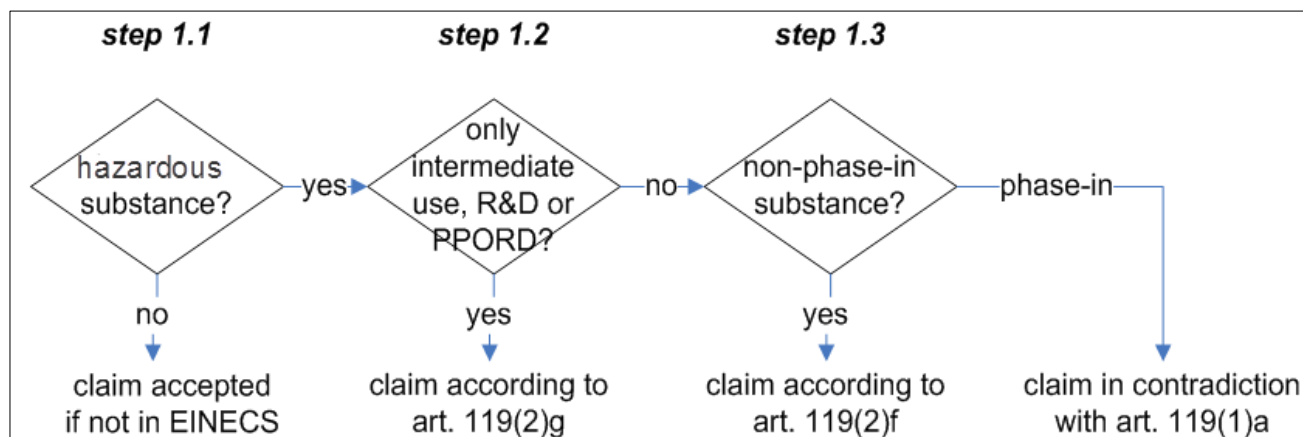 step 1.1
step 1.2
step 1.3
hazardous
substance?
yes
only
intermediate
use, R&D or
PPORD?
no
non-phase-in
substance?
phase-in
no
yes
yes
claim accepted
if not in EINECS
claim according to
art. 119(2)g
claim according to
art. 119(2)f
claim in contradiction
with art. 119(1)a